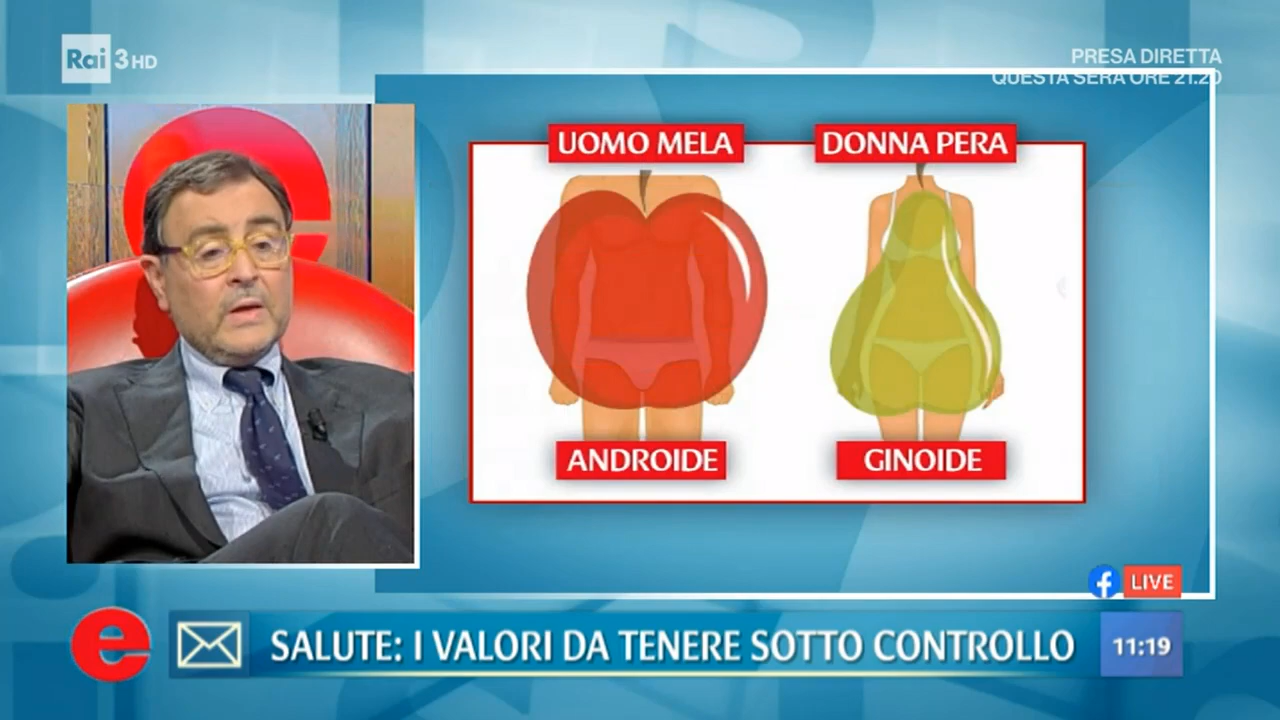 Rai 3HD
PRESA DIRETTA
QUESTA SERA ORE 21.20
UOMO MELA
DONNA PERA
ANDROIDE
GINOIDE
LIVE
e
SALUTE: I VALORI DA TENERE SOTTO CONTROLLO
11:19